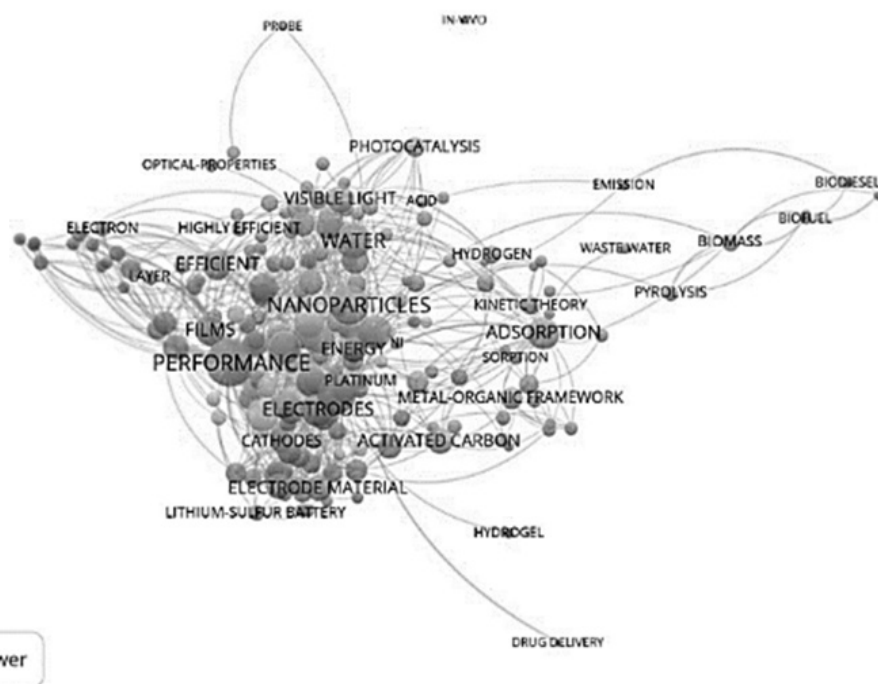 PROBE
IN-VIVO
PHOTOCATALYSIS
OPTICAL-PROPERTIES
EMISSION
BIODIESEL
VISIBLE LIGHT
ACID
BIOFUEL
ELECTRON
HIGHLY EFFICIENT
WATER
BIOMASS
WASTEWATER
HYDROGEN
EFFICIENT
LAYER
PYROLYSIS
NANOPARTICLES
KINETIC THEORY
FILMS
ADSORPTION
ENERGY
NI
SORPTION
PERFORMANCE
PLATINUM
METAL-ORGANIC FRAMEWORK
ELECTRODES
CATHODES
ACTIVATED CARBON
ELECTRODE MATERIAL
LITHIUM-SULFUR BATTERY
HYDROGEL
DRUG DELIVERY
wer